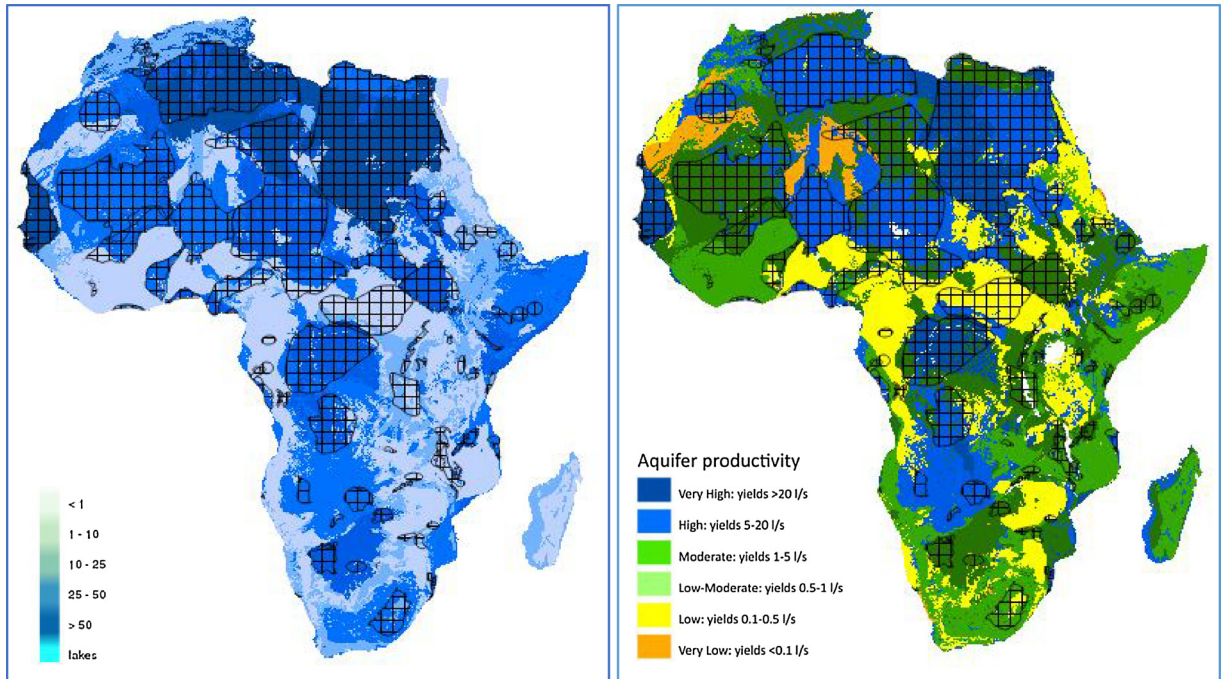 < 1
1 - 10
10 - 25
25 - 50
> 50
lakes
Aquifer productivity
Very High: yields >20 l/s
High: yields 5-20 l/s
Moderate: yields 1-5 l/s
Low-Moderate: yields 0.5-1 l/s
Low: yields 0.1-0.5 l/s
Very Low: yields <0.1 l/s